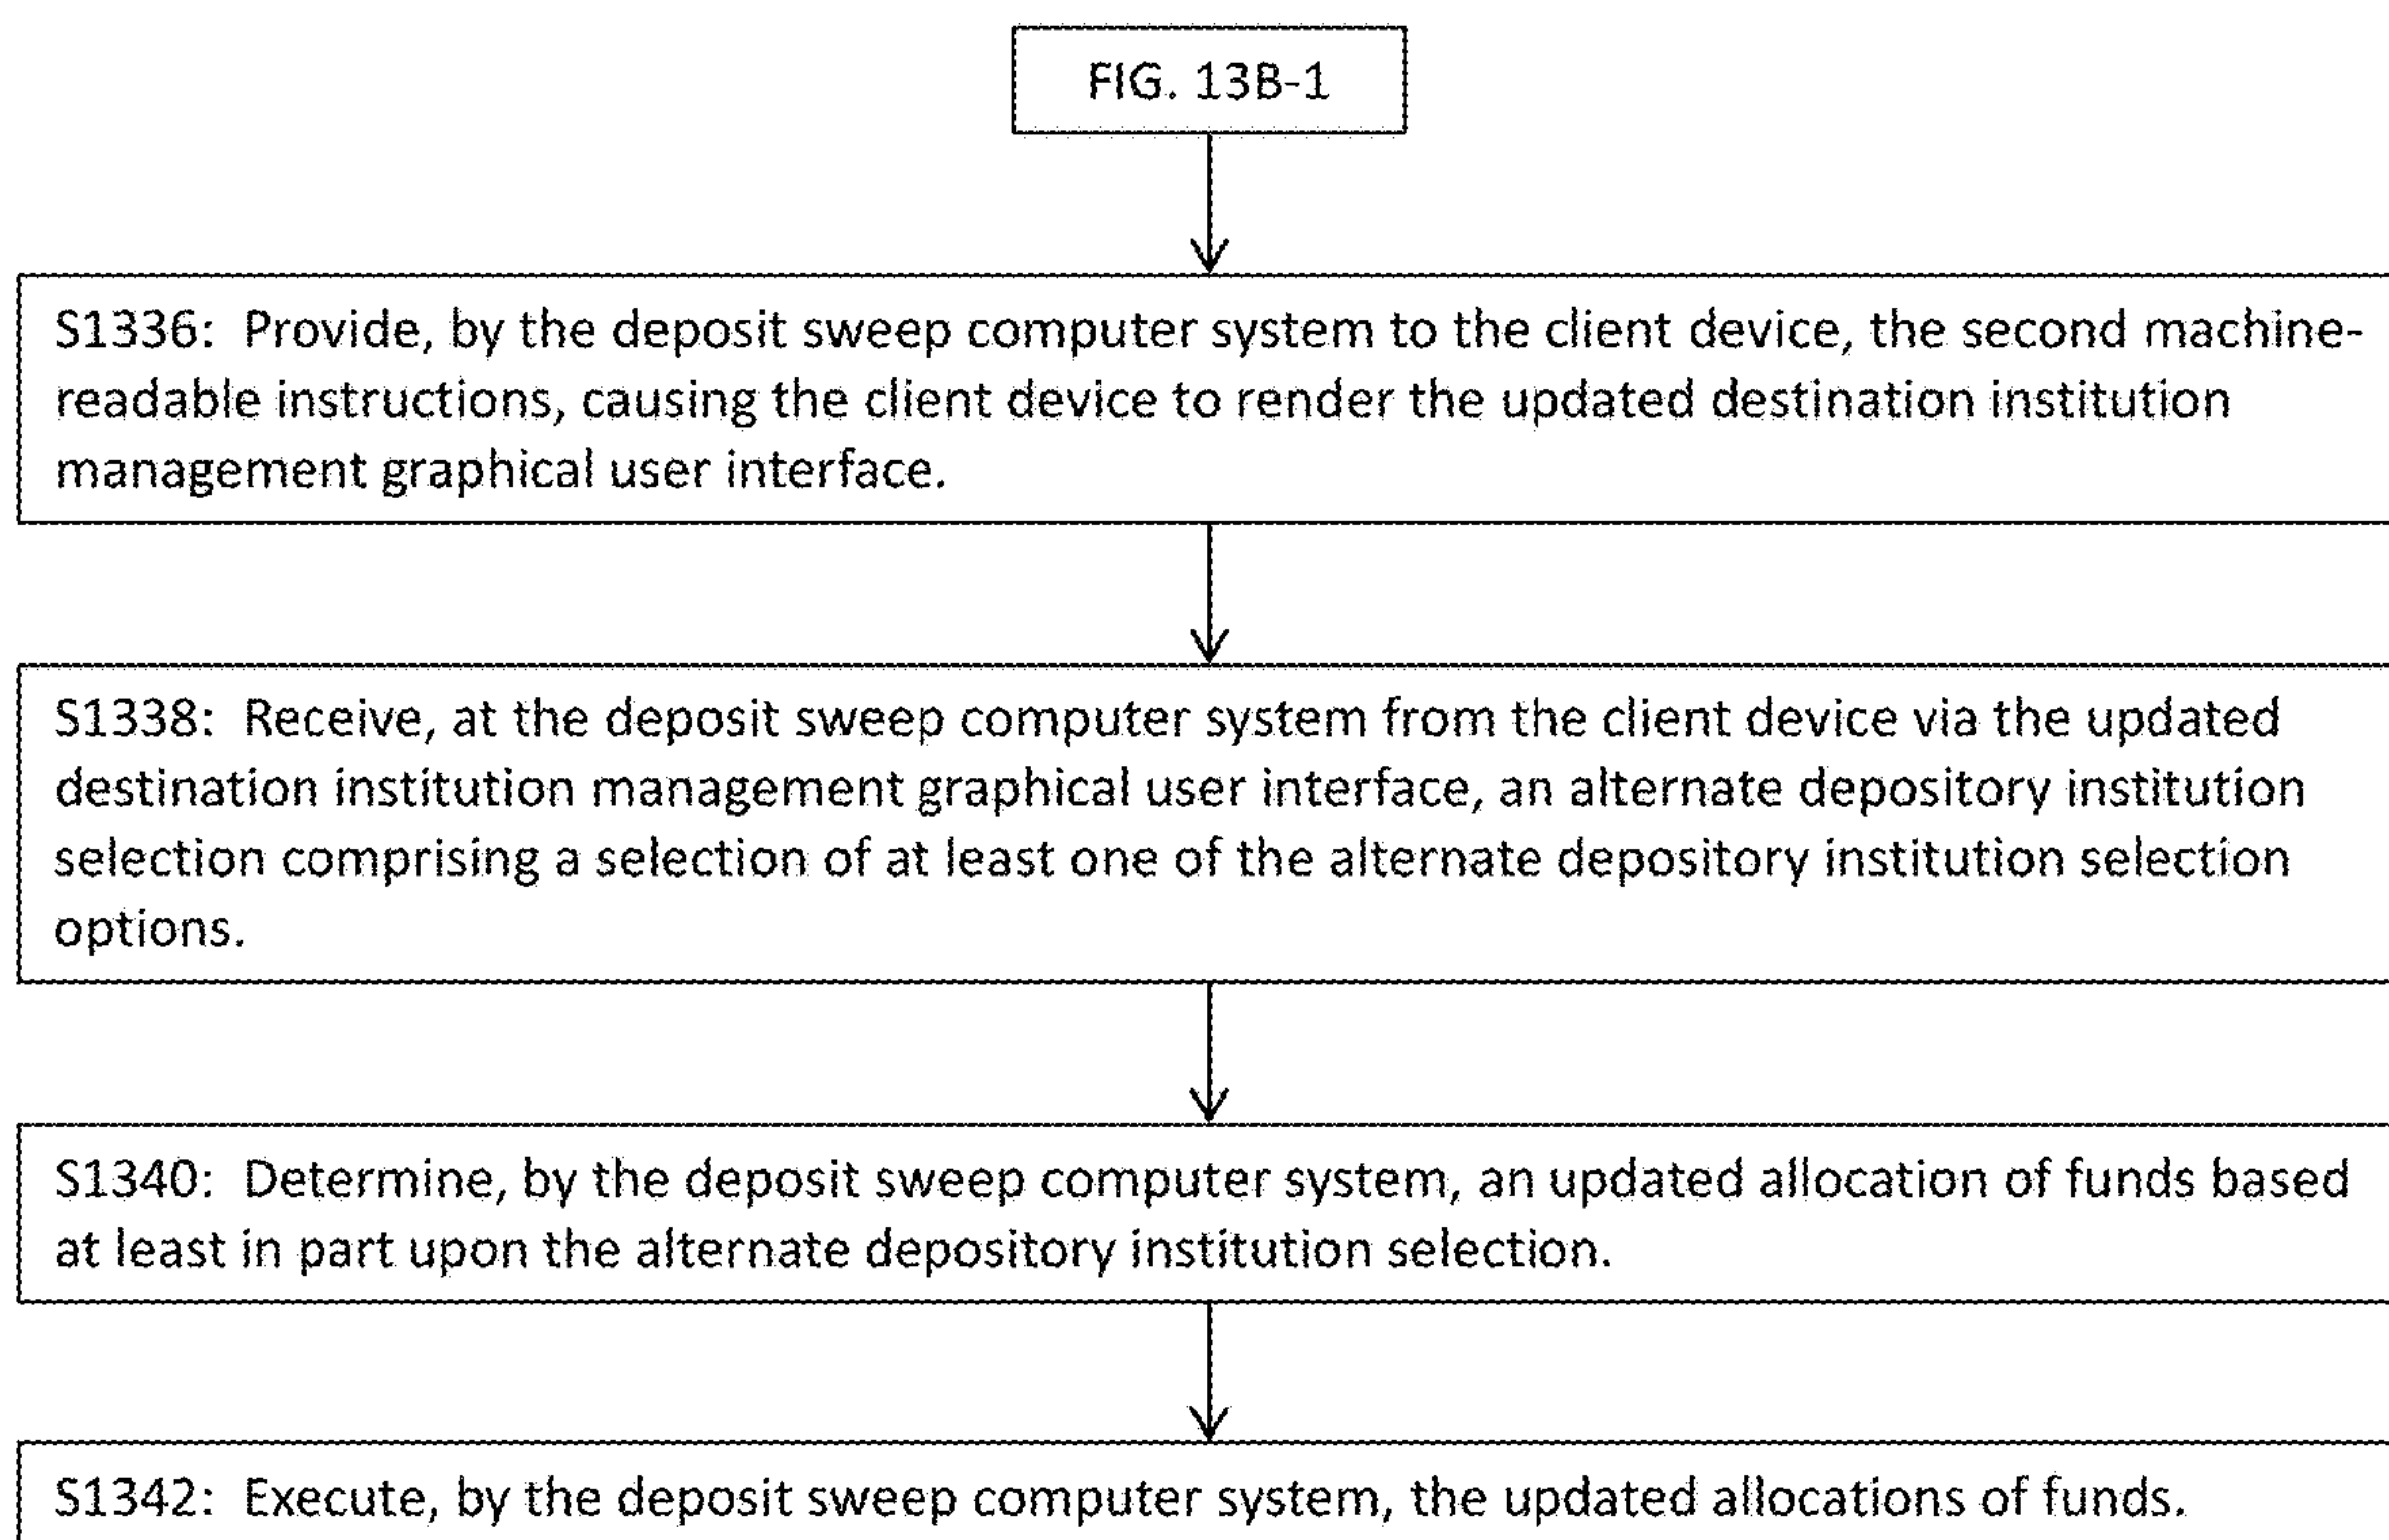 FIG. 13B-1
S1336: Provide, by the deposit sweep computer system to the client device, the second machine-
readable instructions, causing the client device to render the updated destination institution
management graphical user interface.
S1338: Receive, at the deposit sweep computer system from the client device via the updated
destination institution management graphical user interface, an alternate depository institution
selection comprising a selection of at least one of the alternate depository institution selection
options.
S1340: Determine, by the deposit sweep computer system, an updated allocation of funds based
at least in part upon the alternate depository institution selection.
S1342: Execute, by the deposit sweep computer system, the updated allocations of funds.